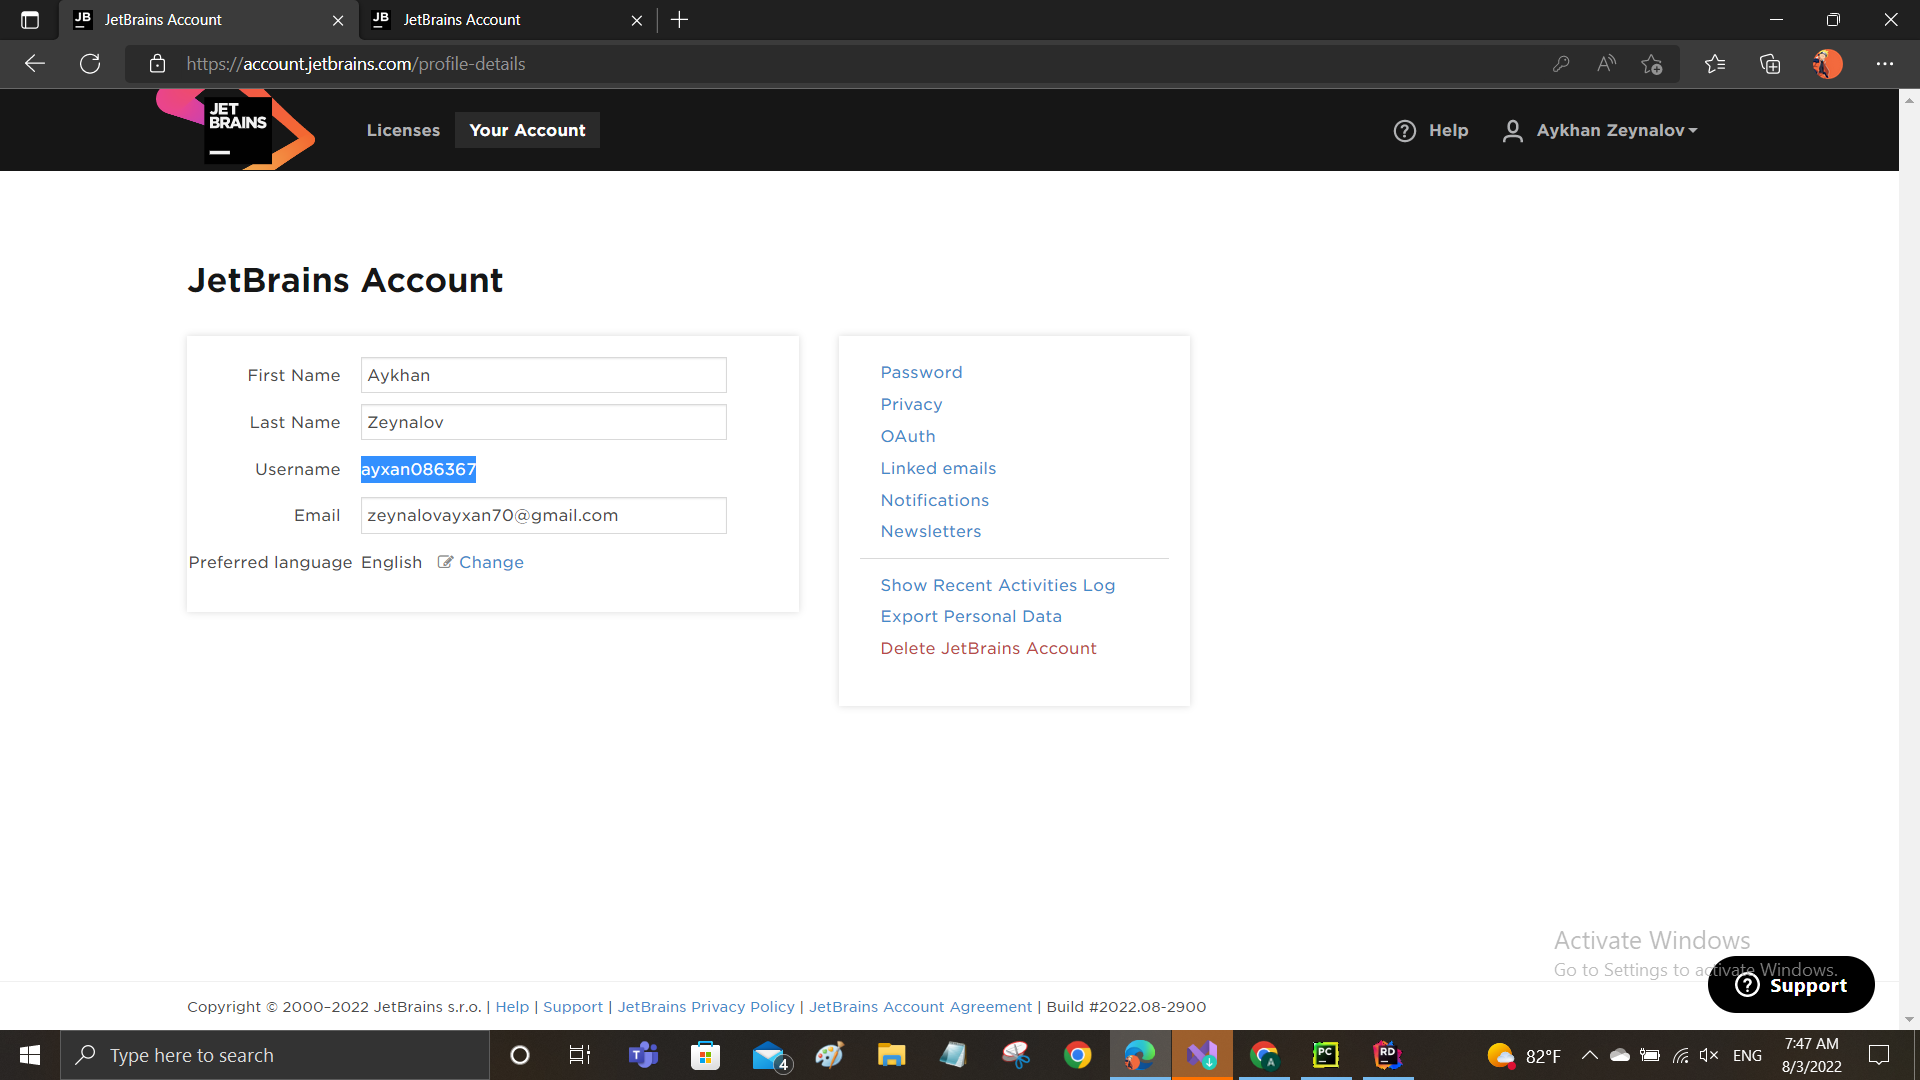 JetBrains Account
JetBrains Account
https://account.jetbrains.com/profile-details
JET
BRAINS
Licenses
Your Account
Help
Aykhan Zeynalov
JetBrains Account
First Name
Aykhan
Last Name
Zeynalov
Username
ayxan086367
Email
zeynalovayxan70@gmail.com
Preferred language
English
Change
Password
Privacy
OAuth
Linked emails
Notifications
Newsletters
Show Recent Activities Log
Export Personal Data
Delete JetBrains Account
Activate Windows
Go to Settings to activate Windows.
Support
Copyright © 2000–2022 JetBrains s.r.o. | Help | Support | JetBrains Privacy Policy | JetBrains Account Agreement | Build #2022.08-2900
Type here to search
4
A
PC
RD
82°F
ENG
7:47 AM
8/3/2022